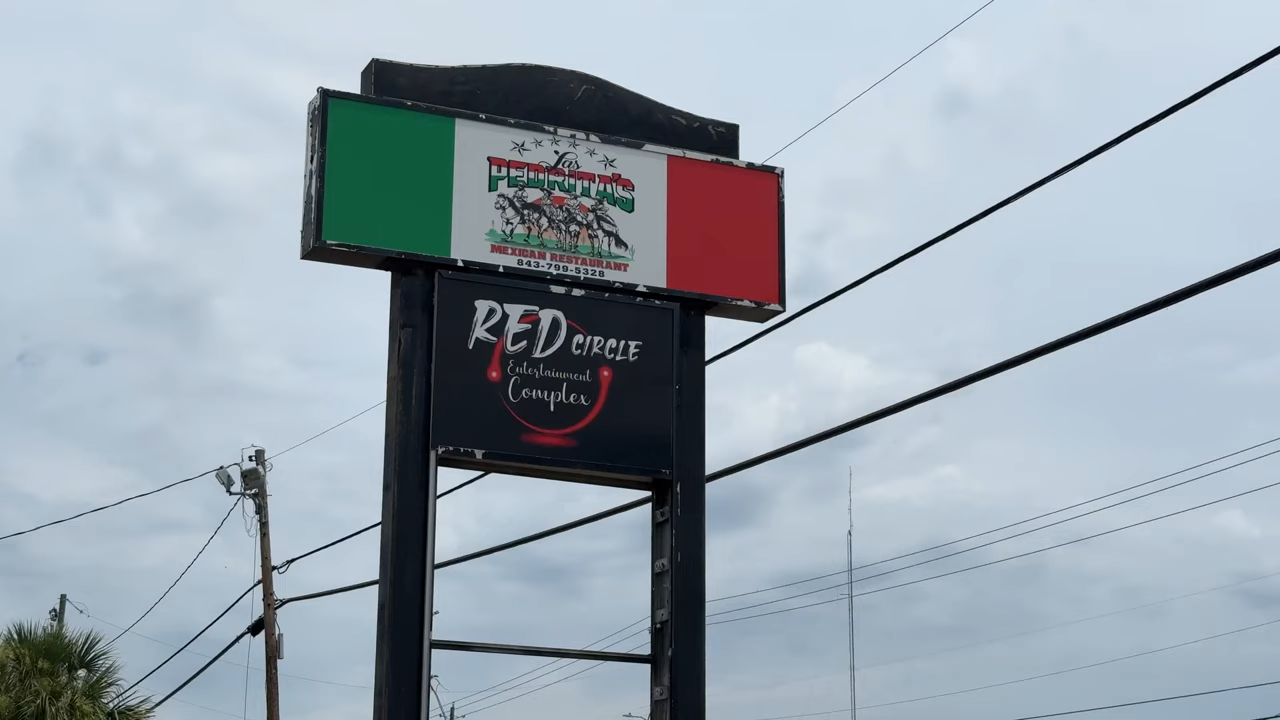 Las
PEDRITA'S
MEXICAN RESTAURANT
843-799-5328
RED CIRCLE
Entertainment
Complex